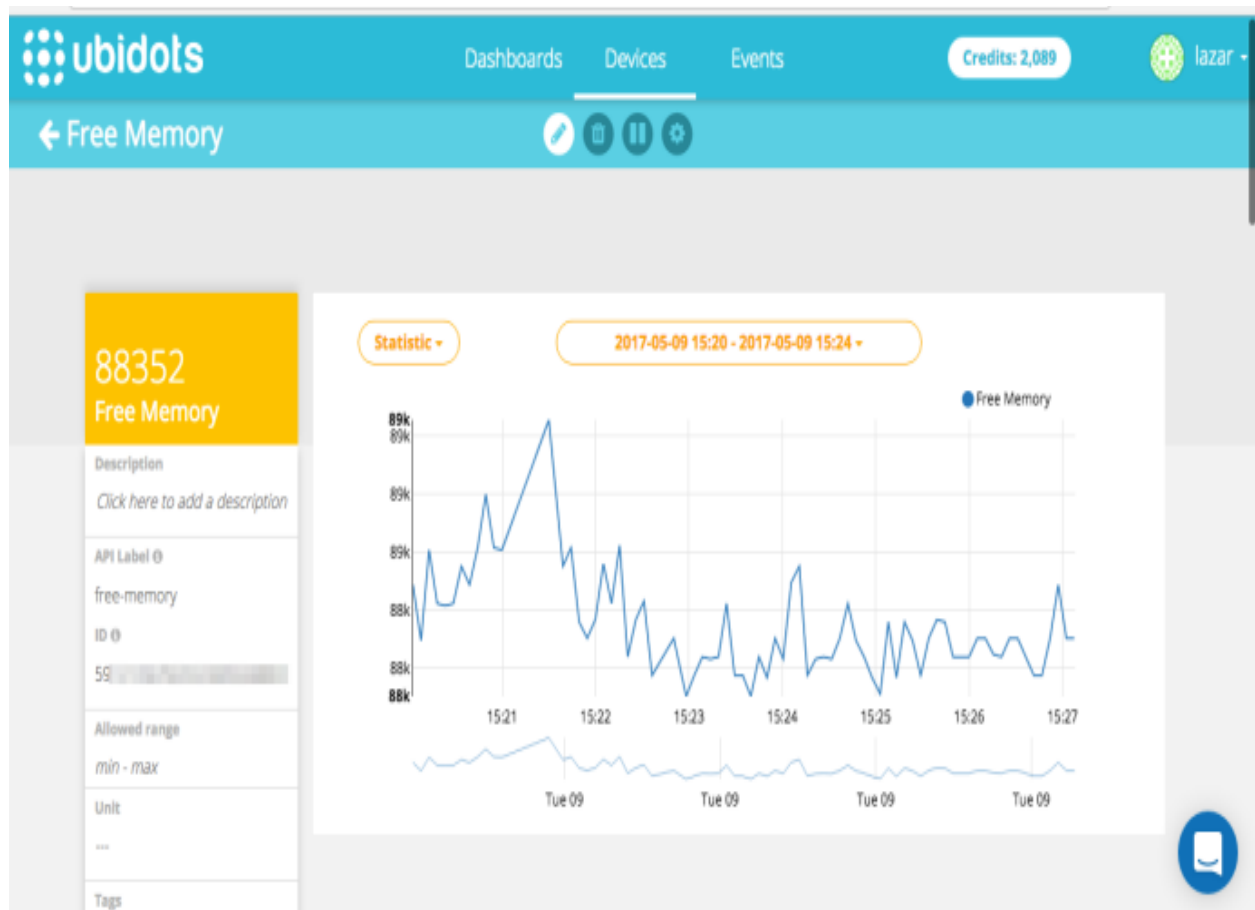 ubidots
Dashboards Devices Events Credits: 2,089 lazar
Free Memory
88352
Free Memory
Description
Click here to add a description
API Label
free-memory
ID
59
Allowed range
min - max
Unit
...
Tags
Statistic
2017-05-09 15:20 - 2017-05-09 15:24
Free Memory
89k
89k
89k
89k
88k
88k
88k
15:21 15:22 15:23 15:24 15:25 15:26 15:27
Tue 09 Tue 09 Tue 09 Tue 09